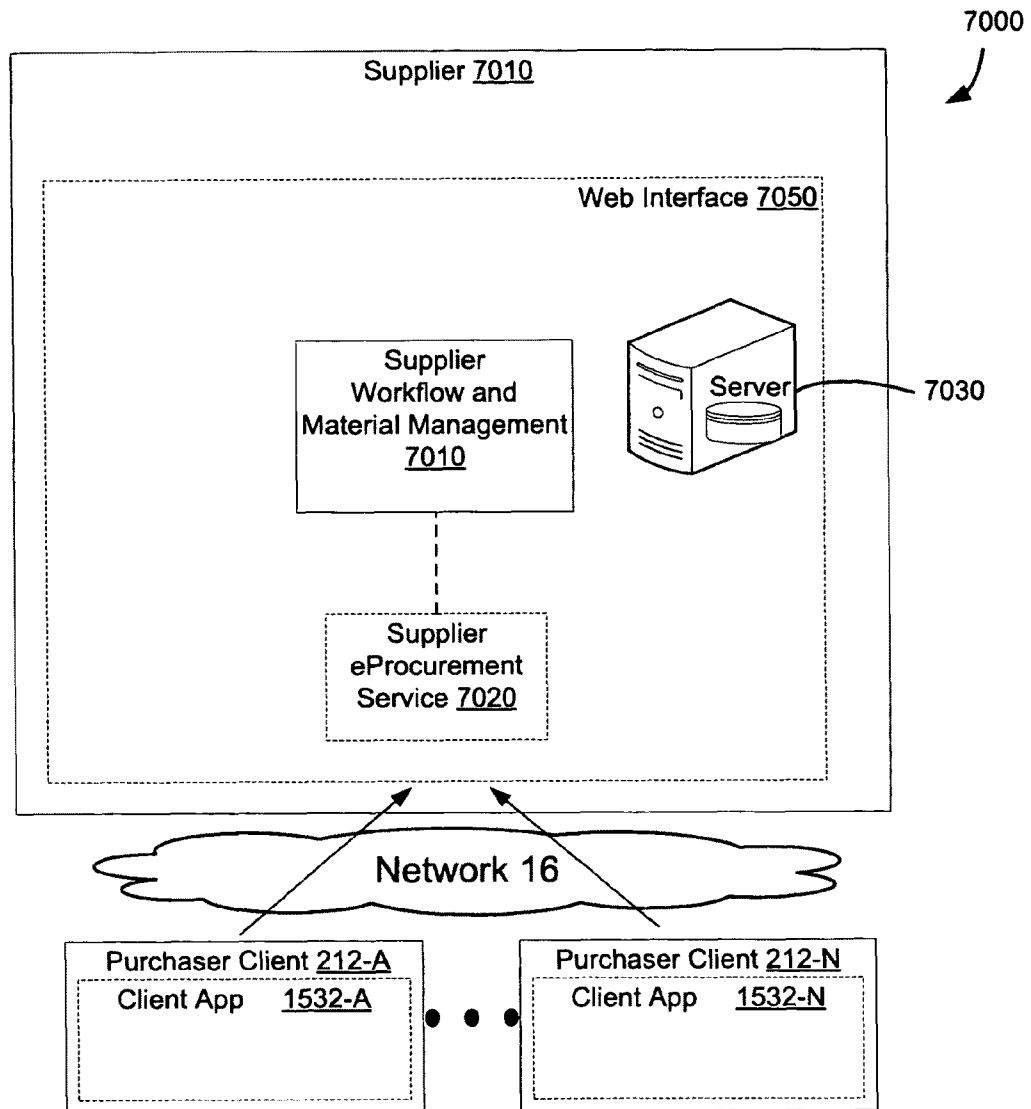 7000
Supplier 7010
Web Interface 7050
Supplier
Workflow and
Material Management
7010
Server
7030
Supplier
eProcurement
Service 7020
Network 16
Purchaser Client 212-A
Client App 1532-A
Purchaser Client 212-N
Client App 1532-N